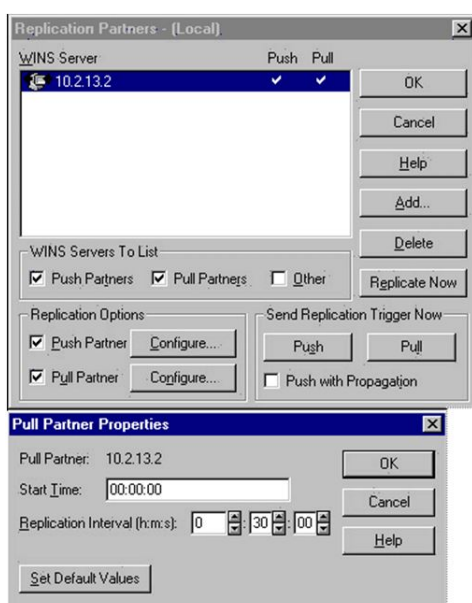 Replication Partners - (Local)
WINS Server Push Pull
10.2.13.2
OK
Cancel
Help
Add...
Delete
Replicate Now
WINS Servers To List
Push Partners Pull Partners Other
Replication Options
Push Partner Configure...
Pull Partner Configure...
Send Replication Trigger Now
Push Pull
Push with Propagation
Pull Partner Properties
Pull Partner: 10.2.13.2
Start Time: 00:00:00
Replication Interval (h:m:s): 0 : 30 : 00
OK
Cancel
Help
Set Default Values